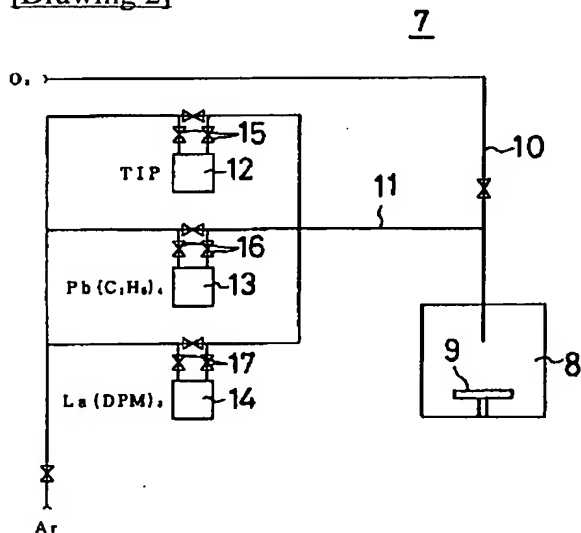 [Drawing 2]
7
O₂
15
TIP
12
10
11
16
Pb(C₂H₅)₄
13
17
La(DPM)₃
14
9
8
Ar